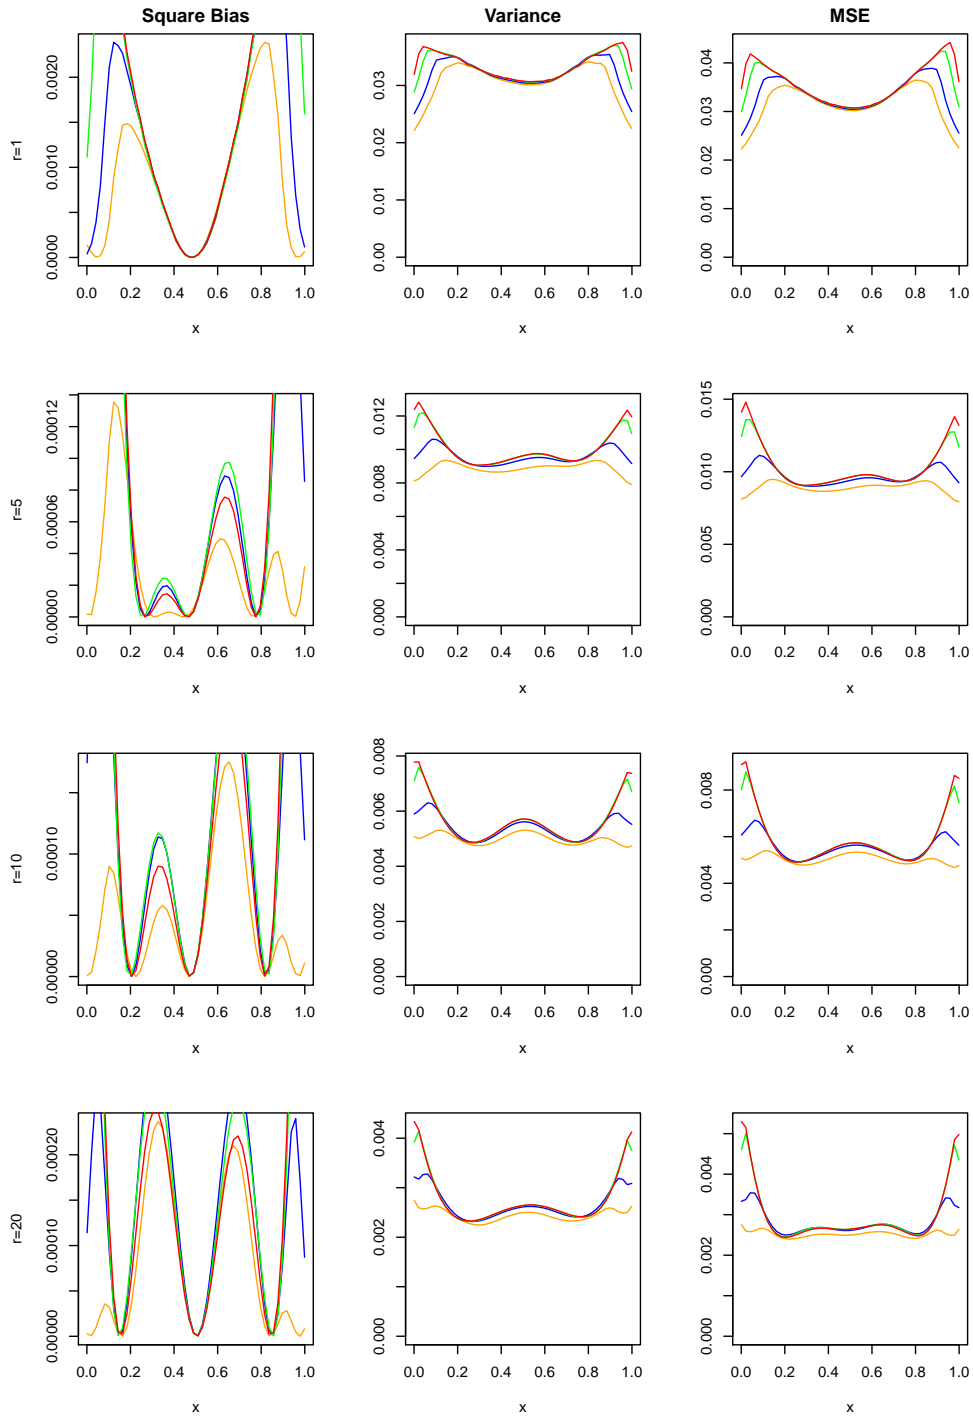 Square Bias Variance MSE
r=1
0.0000 0.0010 0.0020
0.00 0.01 0.02 0.03
0.00 0.01 0.02 0.03 0.04
0.0 0.2 0.4 0.6 0.8 1.0 0.0 0.2 0.4 0.6 0.8 1.0 0.0 0.2 0.4 0.6 0.8 1.0
x x x
r=5
0.00000 0.00006 0.00012
0.000 0.004 0.008 0.012
0.000 0.005 0.010 0.015
0.0 0.2 0.4 0.6 0.8 1.0 0.0 0.2 0.4 0.6 0.8 1.0 0.0 0.2 0.4 0.6 0.8 1.0
x x x
r=10
0.00000 0.00010
0.000 0.002 0.004 0.006 0.008
0.000 0.004 0.008
0.0 0.2 0.4 0.6 0.8 1.0 0.0 0.2 0.4 0.6 0.8 1.0 0.0 0.2 0.4 0.6 0.8 1.0
x x x
r=20
0.00000 0.00010 0.00020
0.000 0.002 0.004
0.000 0.002 0.004
0.0 0.2 0.4 0.6 0.8 1.0 0.0 0.2 0.4 0.6 0.8 1.0 0.0 0.2 0.4 0.6 0.8 1.0
x x x